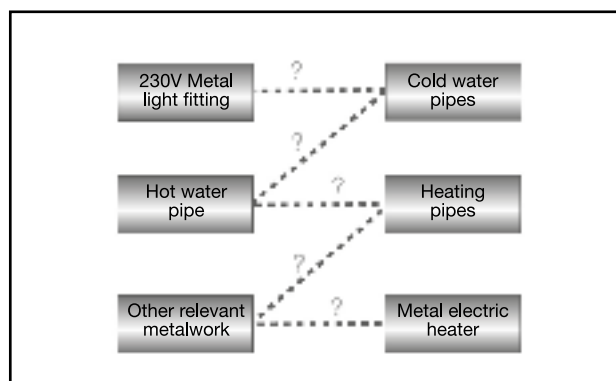 230V Metal
light fitting
?
Cold water
pipes
?
Hot water
pipe
?
Heating
pipes
?
Other relevant
metalwork
?
Metal electric
heater